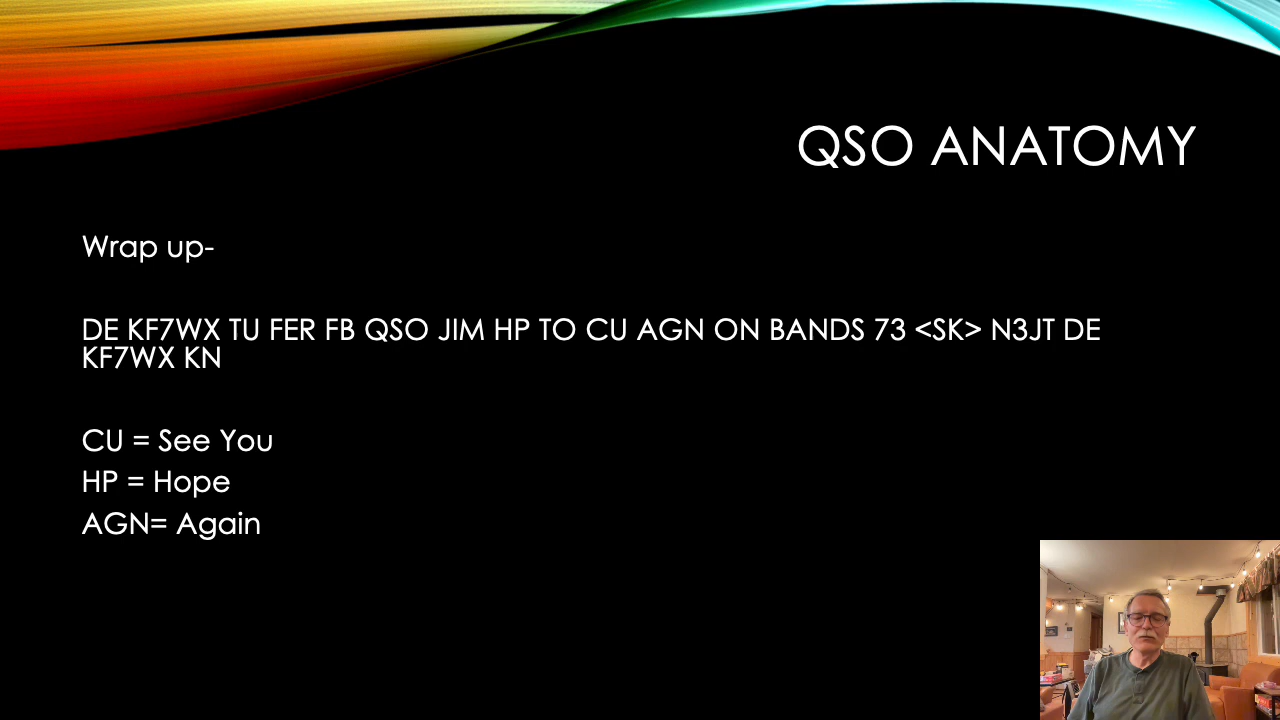 QSO ANATOMY
Wrap up-
DE KF7WX TU FER FB QSO JIM HP TO CU AGN ON BANDS 73 <SK> N3JT DE
KF7WX KN
CU = See You
HP = Hope
AGN= Again